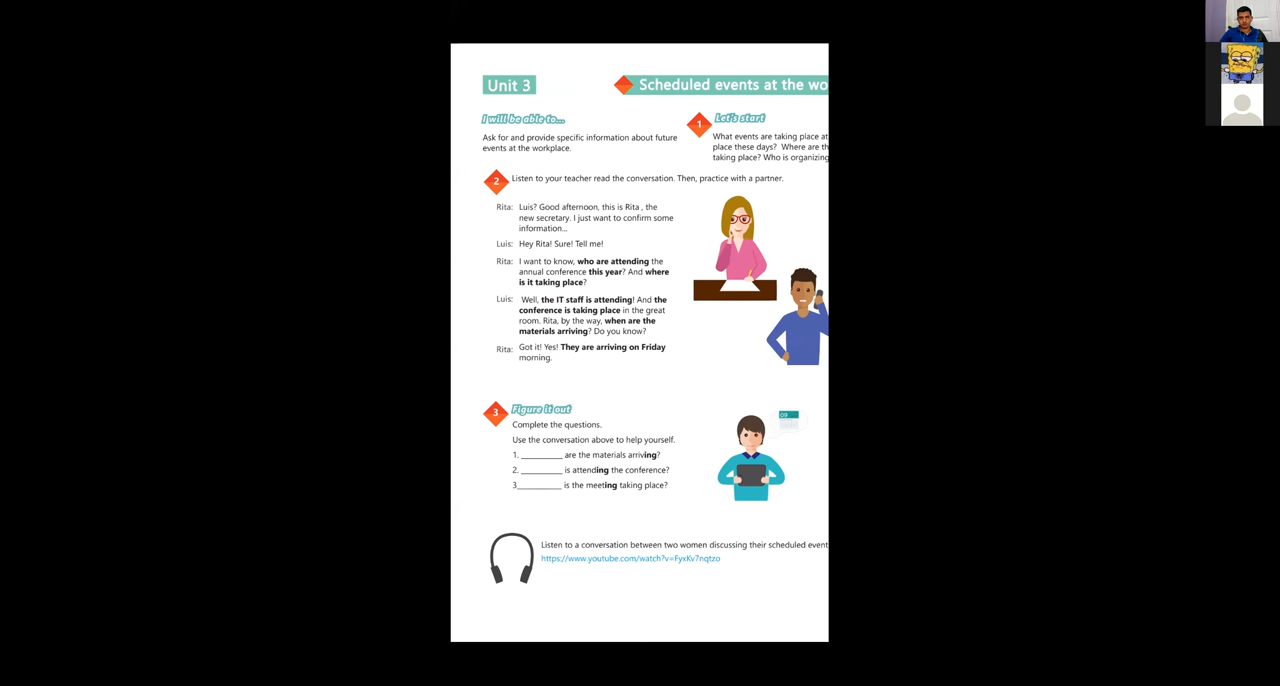 Unit 3
Scheduled events at the wo
I will be able to...
Ask for and provide specific information about future
events at the workplace.
1
Let's start
What events are taking place at
place these days? Where are th
taking place? Who is organizing
2
Listen to your teacher read the conversation. Then, practice with a partner.
Rita: Luis? Good afternoon, this is Rita , the
new secretary. I just want to confirm some
information...
Luis: Hey Rita! Sure! Tell me!
Rita: I want to know, who are attending the
annual conference this year? And where
is it taking place?
Luis: Well, the IT staff is attending! And the
conference is taking place in the great
room. Rita, by the way, when are the
materials arriving? Do you know?
Rita: Got it! Yes! They are arriving on Friday
morning.
3
Figure it out
Complete the questions.
Use the conversation above to help yourself.
1. __________ are the materials arriving?
2. __________ is attending the conference?
3___________ is the meeting taking place?
09
Listen to a conversation between two women discussing their scheduled event
https://www.youtube.com/watch?v=FyxKv7nqtzo